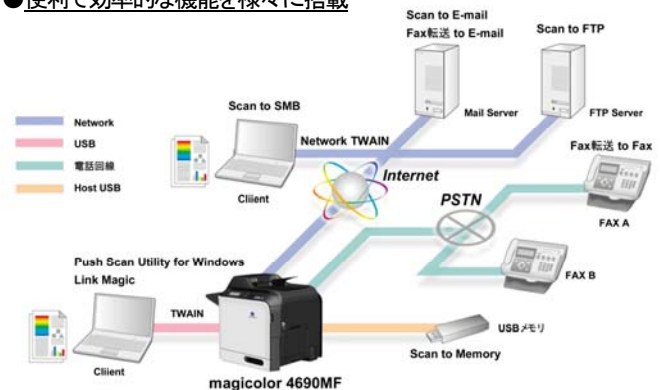 ●便利で効率的な機能を様々に搭載
Scan to E-mail
Fax転送 to E-mail
Scan to FTP
Scan to SMB
Mail Server
FTP Server
Network
USB
電話回線
Host USB
Network TWAIN
Cliient
Internet
Fax転送 to Fax
PSTN
FAX A
FAX B
Push Scan Utility for Windows
Link Magic
TWAIN
Cliient
USBメモリ
Scan to Memory
magicolor 4690MF